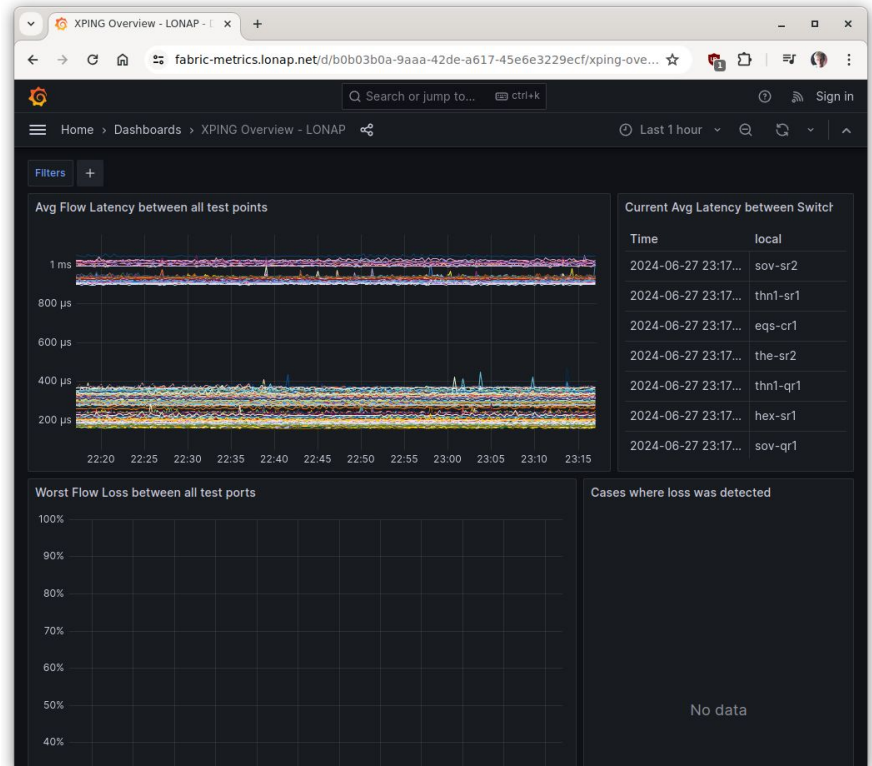 XPING Overview - LONAP -
fabric-metrics.lonap.net/d/b0b03b0a-9aaa-42de-a617-45e6e3229ecf/xping-ove...
1
Search or jump to... ctrl+k
Sign in
Home › Dashboards › XPING Overview - LONAP
Last 1 hour
Filters +
Avg Flow Latency between all test points
1 ms
800 µs
600 µs
400 µs
200 µs
22:20 22:25 22:30 22:35 22:40 22:45 22:50 22:55 23:00 23:05 23:10 23:15
Current Avg Latency between Switch
Time local
2024-06-27 23:17... sov-sr2
2024-06-27 23:17... thn1-sr1
2024-06-27 23:17... eqs-cr1
2024-06-27 23:17... the-sr2
2024-06-27 23:17... thn1-qr1
2024-06-27 23:17... hex-sr1
2024-06-27 23:17... sov-qr1
Worst Flow Loss between all test ports
100%
90%
80%
70%
60%
50%
40%
Cases where loss was detected
No data